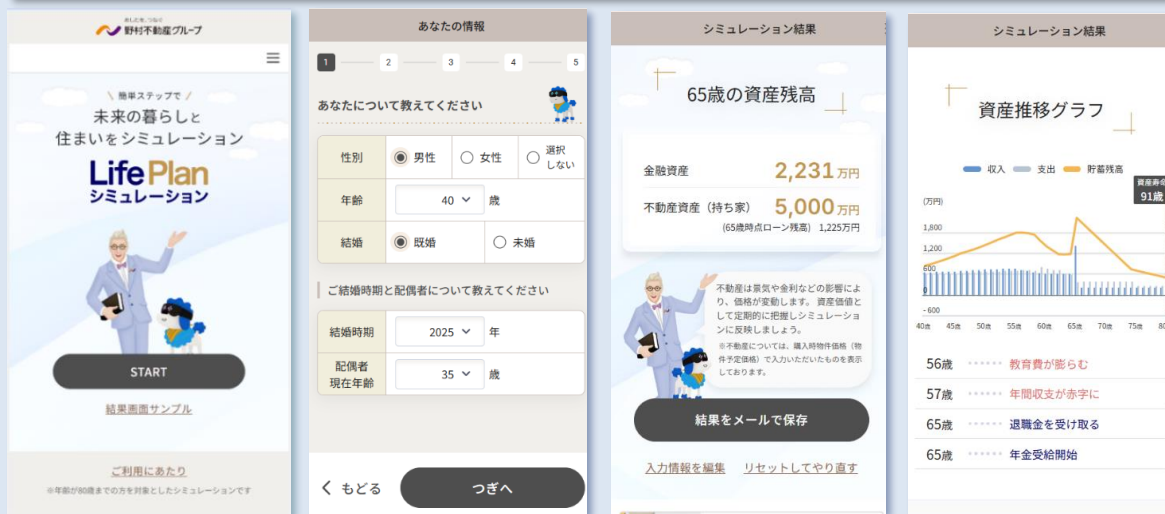 あしたを、つなぐ
野村不動産グループ
簡単ステップで
未来の暮らしと
住まいをシミュレーション
Life Plan
シミュレーション
START
結果画面サンプル
ご利用にあたり
※年齢が80歳までの方を対象としたシミュレーションです
あなたの情報
1 2 3 4 5
あなたについて教えてください
性別 男性 女性 選択しない
年齢 40 歳
結婚 既婚 未婚
ご結婚時期と配偶者について教えてください
結婚時期 2025 年
配偶者
現在年齢 35 歳
もどる つぎへ
シミュレーション結果
65歳の資産残高
金融資産 2,231万円
不動産資産（持ち家） 5,000万円
(65歳時点ローン残高) 1,225万円
不動産は景気や金利などの影響によ
り、価格が変動します。 資産価値と
して定期的に把握しシミュレーショ
ンに反映しましょう。
※不動産については、購入時物件価格（物
件予定価格）で入力いただいたものを表示
しております。
結果をメールで保存
入力情報を編集 リセットしてやり直す
シミュレーション結果
資産推移グラフ
収入 支出 貯蓄残高
資産寿命
91歳
(万円)
1,800
1,200
600
0
-600
40歳 45歳 50歳 55歳 60歳 65歳 70歳 75歳 80
56歳 ...... 教育費が膨らむ
57歳 ...... 年間収支が赤字に
65歳 ...... 退職金を受け取る
65歳 ...... 年金受給開始